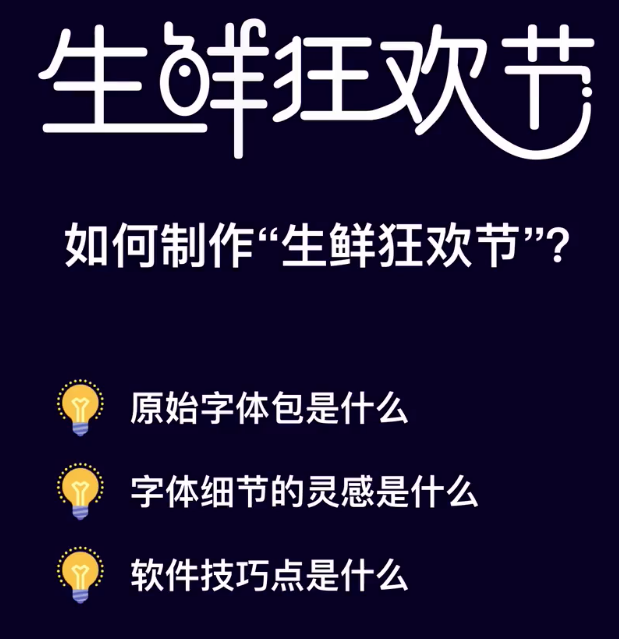 生鲜狂欢节
如何制作“生鲜狂欢节”?
原始字体包是什么
字体细节的灵感是什么
软件技巧点是什么